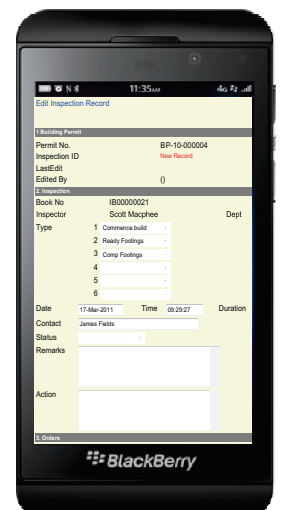 11:35AM 4G
Edit Inspection Record
1 Building Permit
Permit No. BP-10-000004
Inspection ID New Record
LastEdit
Edited By ()
2. Inspection
Book No IB00000021
Inspector Scott Macphee Dept
Type 1 Commence build
2 Ready Footings
3 Comp Footings
4
5
6
Date 17-Mar-2011 Time 09:29:27 Duration
Contact James Fields
Status
Remarks
Action
3. Orders
BlackBerry